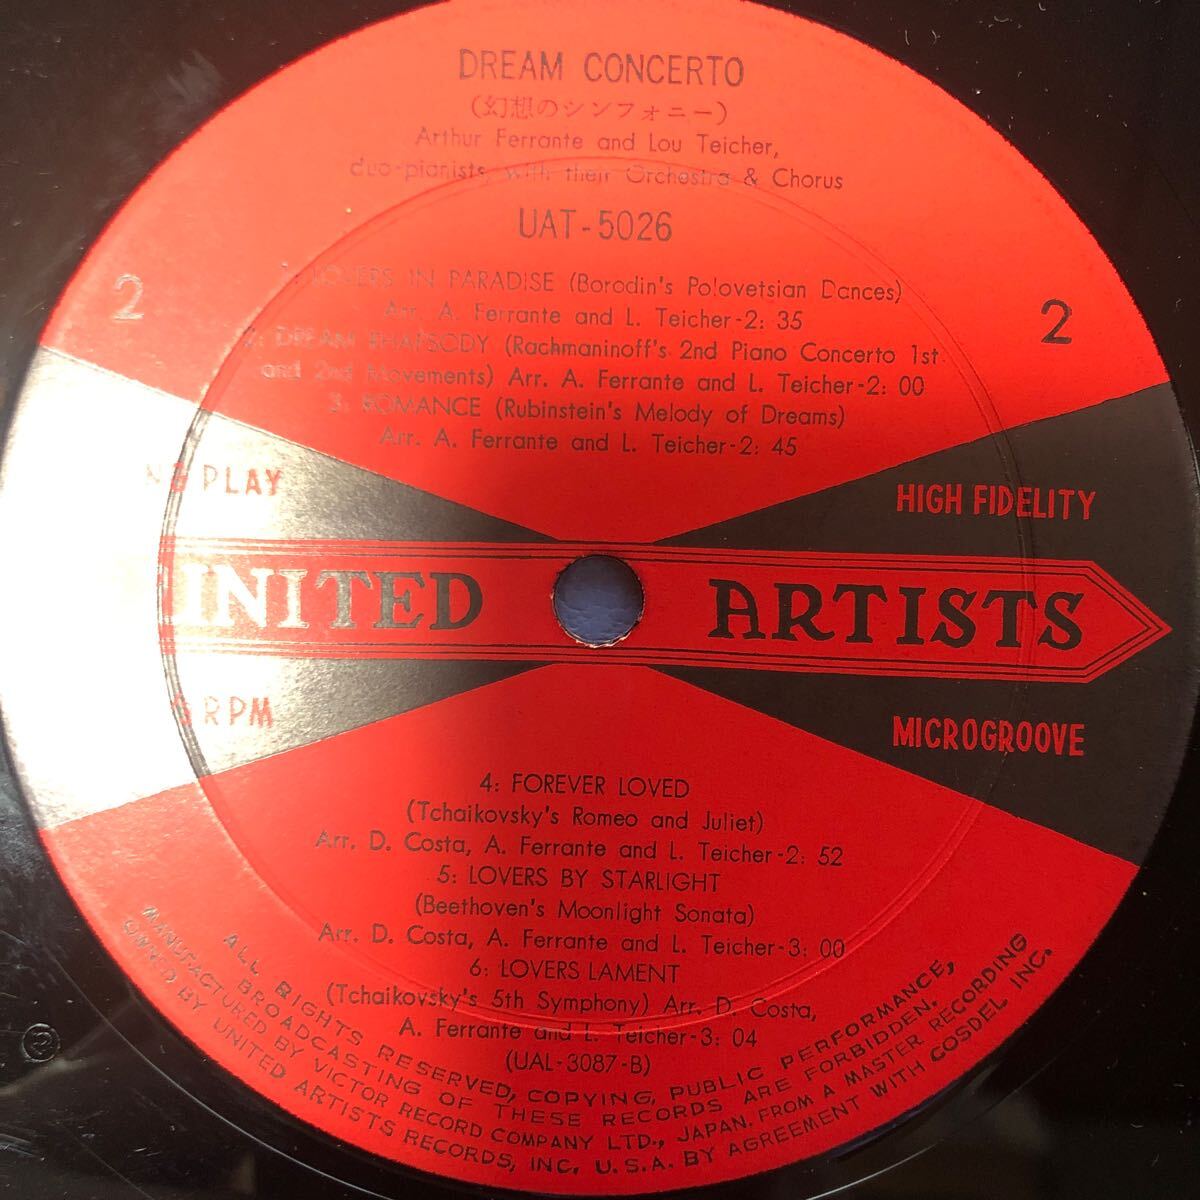 DREAM CONCERTO
(幻想のシンフォニー)
Arthur Ferrante and Lou Teicher,
duo-pianists, with their Orchestra & Chorus
UAT-5026
2
2
1: LOVERS IN PARADISE (Borodin's Polovetsian Dances)
Arr. A. Ferrante and L. Teicher-2: 35
2: DREAM RHAPSODY (Rachmaninoff's 2nd Piano Concerto 1st
and 2nd Movements) Arr. A. Ferrante and L. Teicher-2: 00
3: ROMANCE (Rubinstein's Melody of Dreams)
Arr. A. Ferrante and L. Teicher-2: 45
NG PLAY
HIGH FIDELITY
UNITED ARTISTS
RPM
MICROGROOVE
4: FOREVER LOVED
(Tchaikovsky's Romeo and Juliet)
Arr. D. Costa, A. Ferrante and L. Teicher-2: 52
5: LOVERS BY STARLIGHT
(Beethoven's Moonlight Sonata)
Arr. D. Costa, A. Ferrante and L. Teicher-3: 00
6: LOVERS LAMENT
(Tchaikovsky's 5th Symphony) Arr. D. Costa,
A. Ferrante and L. Teicher-3: 04
(UAL-3087-B)
ALL RIGHTS RESERVED, COPYING, PUBLIC PERFORMANCE,
BROADCASTING OF THESE RECORDS ARE FORBIDDEN.
MANUFACTURED BY VICTOR RECORD COMPANY LTD., JAPAN. FROM A MASTER RECORDING
OWNED BY UNITED ARTISTS RECORDS, INC., U.S.A. BY AGREEMENT WITH COSDEL INC.